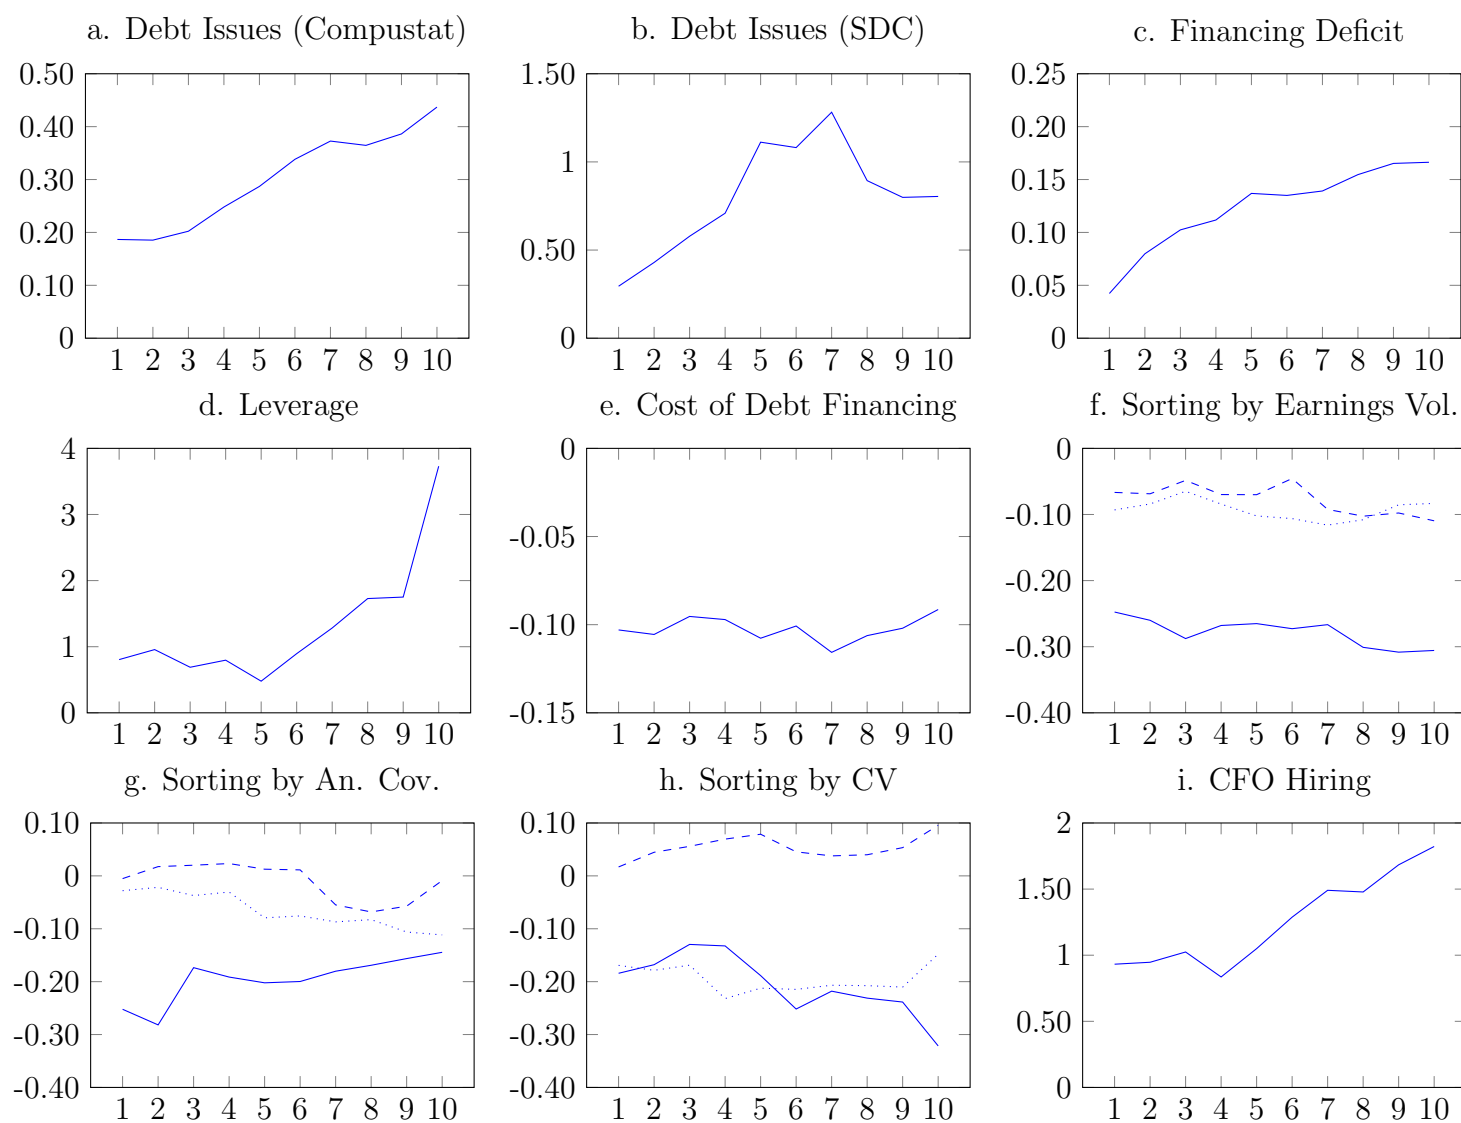 a. Debt Issues (Compustat)
0.50
0.40
0.30
0.20
0.10
0
1 2 3 4 5 6 7 8 9 10
b. Debt Issues (SDC)
1.50
1
0.50
0
1 2 3 4 5 6 7 8 9 10
c. Financing Deficit
0.25
0.20
0.15
0.10
0.05
0
1 2 3 4 5 6 7 8 9 10
d. Leverage
4
3
2
1
0
1 2 3 4 5 6 7 8 9 10
e. Cost of Debt Financing
0
-0.05
-0.10
-0.15
1 2 3 4 5 6 7 8 9 10
f. Sorting by Earnings Vol.
0
-0.10
-0.20
-0.30
-0.40
1 2 3 4 5 6 7 8 9 10
g. Sorting by An. Cov.
0.10
0
-0.10
-0.20
-0.30
-0.40
1 2 3 4 5 6 7 8 9 10
h. Sorting by CV
0.10
0
-0.10
-0.20
-0.30
-0.40
1 2 3 4 5 6 7 8 9 10
i. CFO Hiring
2
1.50
1
0.50
0
1 2 3 4 5 6 7 8 9 10